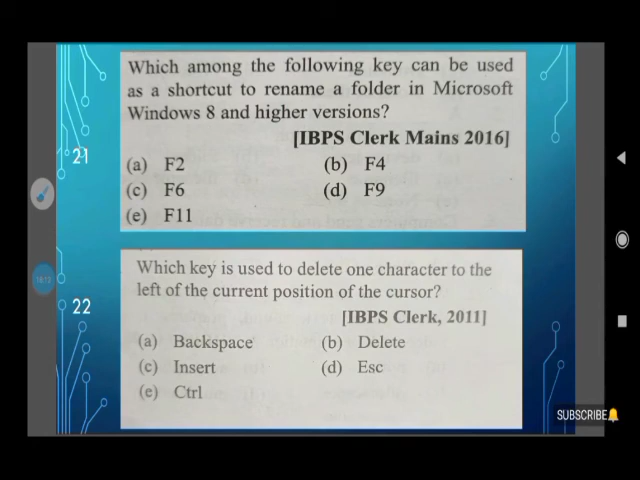 Which among the following key can be used
as a shortcut to rename a folder in Microsoft
Windows 8 and higher versions?
[IBPS Clerk Mains 2016]
21
(a) F2 (b) F4
(c) F6 (d) F9
(e) F11
Which key is used to delete one character to the
left of the current position of the cursor?
22
[IBPS Clerk, 2011]
(a) Backspace (b) Delete
(c) Insert (d) Esc
(e) Ctrl
SUBSCRIBE